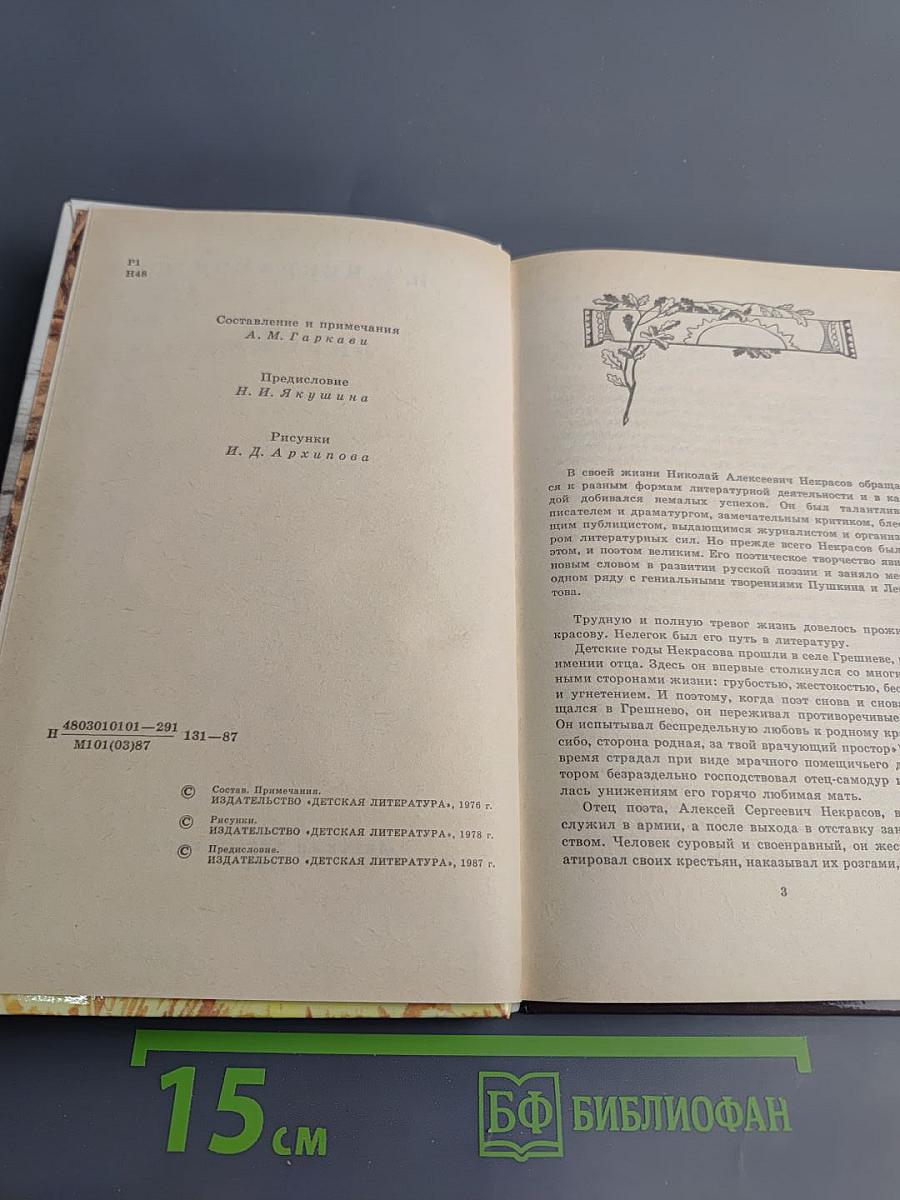 Р1
Н48
Составление и примечания
А. М. Гаркави
Предисловие
Н. И. Якушина
Рисунки
И. Д. Архипова
Н 4803010101—291 131—87
М101(03)87
© Состав. Примечания.
ИЗДАТЕЛЬСТВО «ДЕТСКАЯ ЛИТЕРАТУРА», 1976 г.
© Рисунки.
ИЗДАТЕЛЬСТВО «ДЕТСКАЯ ЛИТЕРАТУРА», 1978 г.
© Предисловие.
ИЗДАТЕЛЬСТВО «ДЕТСКАЯ ЛИТЕРАТУРА», 1987 г.
В своей жизни Николай Алексеевич Некрасов обраща
ся к разным формам литературной деятельности и в ка
дой добивался немалых успехов. Он был талантлив
писателем и драматургом, замечательным критиком, блес
щим публицистом, выдающимся журналистом и организ
ром литературных сил. Но прежде всего Некрасов был
этом, и поэтом великим. Его поэтическое творчество яви
новым словом в развитии русской поэзии и заняло ме
одном ряду с гениальными творениями Пушкина и Ле
това.
Трудную и полную тревог жизнь довелось прожи
красову. Нелегок был его путь в литературу.
Детские годы Некрасова прошли в селе Грешневе,
имении отца. Здесь он впервые столкнулся со многи
ными сторонами жизни: грубостью, жестокостью, бес
и угнетением. И поэтому, когда поэт снова и снова
щался в Грешнево, он переживал противоречивые
Он испытывал беспредельную любовь к родному кра
сибо, сторона родная, за твой врачующий простор»
время страдал при виде мрачного помещичьего д
тором безраздельно господствовал отец-самодур и
лась унижениям его горячо любимая мать.
Отец поэта, Алексей Сергеевич Некрасов, в
служил в армии, а после выхода в отставку зан
ством. Человек суровый и своенравный, он жес
атировал своих крестьян, наказывал их розгами,
3
15 см
БФ БИБЛИОФАН